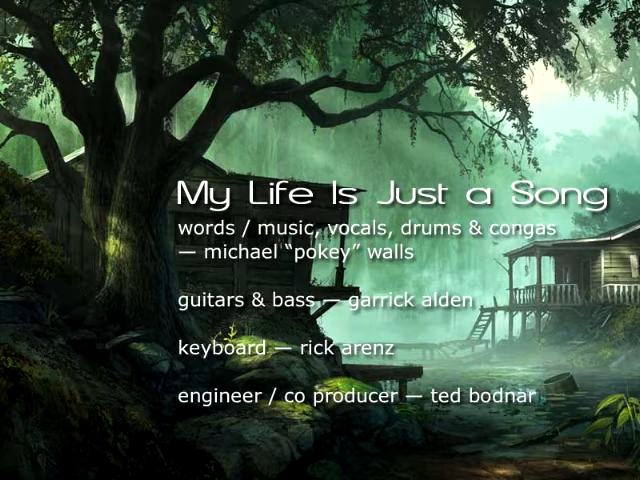 My Life Is Just a Song
words / music, vocals, drums & congas
— michael “pokey” walls
guitars & bass — garrick alden
keyboard — rick arenz
engineer / co producer — ted bodnar